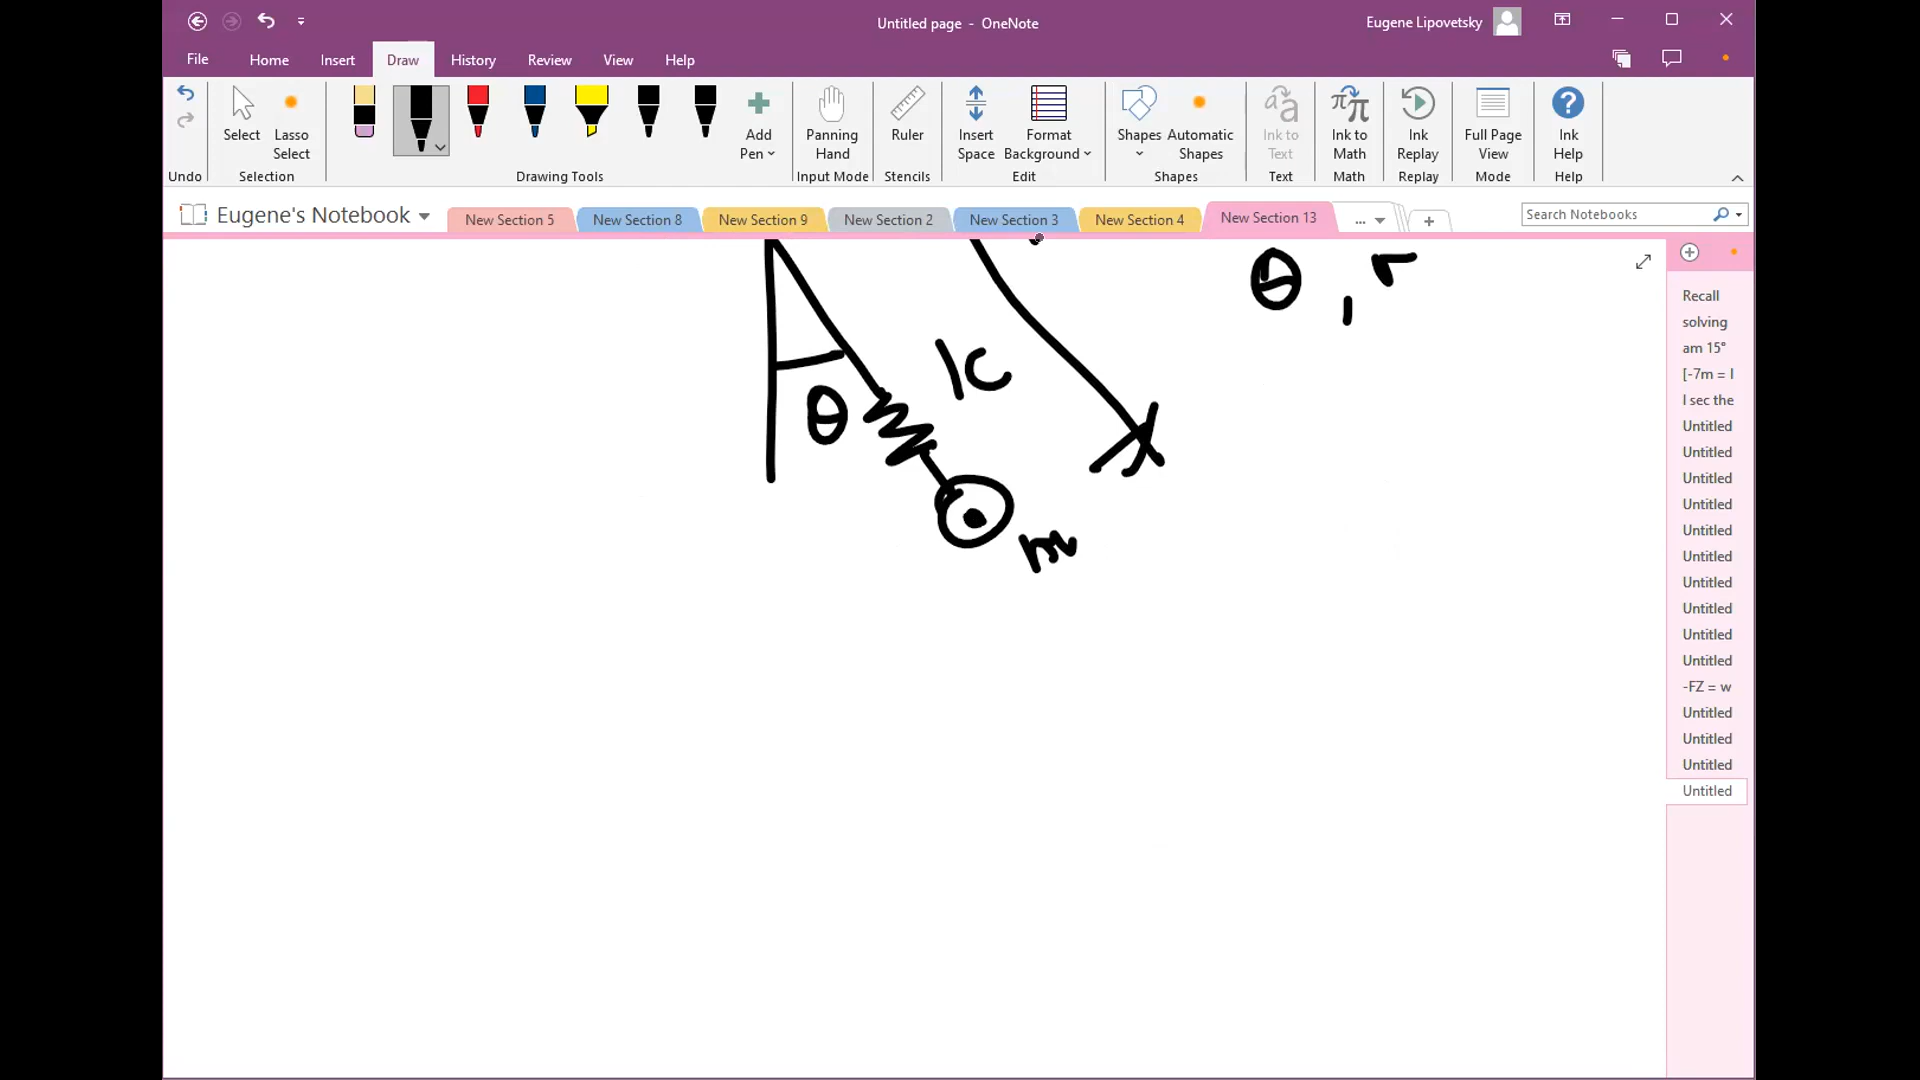 Untitled page - OneNote
Eugene Lipovetsky
File Home Insert Draw History Review View Help
Select
Lasso Select
Add Pen
Panning Hand
Ruler
Insert Space
Format Background
Shapes
Automatic Shapes
Ink to Text
Ink to Math
Ink Replay
Full Page View
Ink Help
Undo Selection Drawing Tools Input Mode Stencils Edit Shapes Text Math Replay Mode Help
Eugene's Notebook
New Section 5 New Section 8 New Section 9 New Section 2 New Section 3 New Section 4 New Section 13 ...
Search Notebooks
θ , r
k
θ
m
Recall
solving
am 15°
[-7m = I
I sec the
Untitled
Untitled
Untitled
Untitled
Untitled
Untitled
Untitled
Untitled
Untitled
Untitled
-FZ = w
Untitled
Untitled
Untitled
Untitled